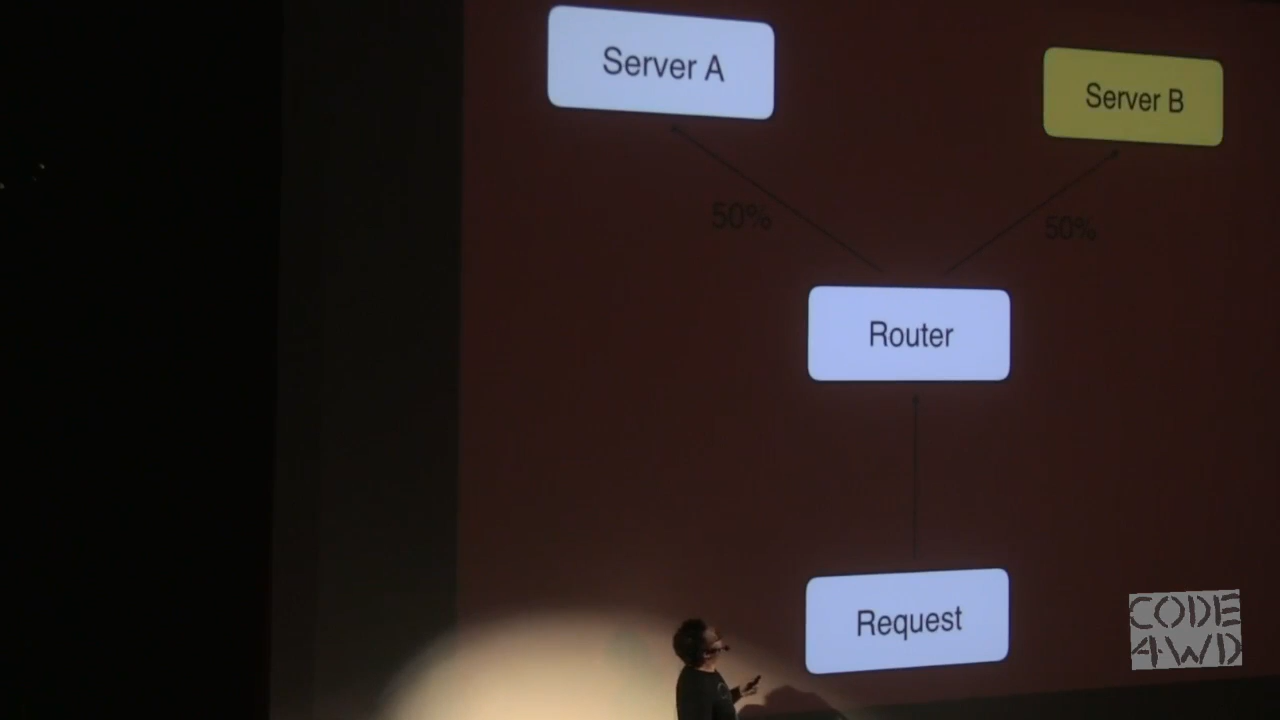 Server A
Server B
50%
50%
Router
Request
CODE
4WD